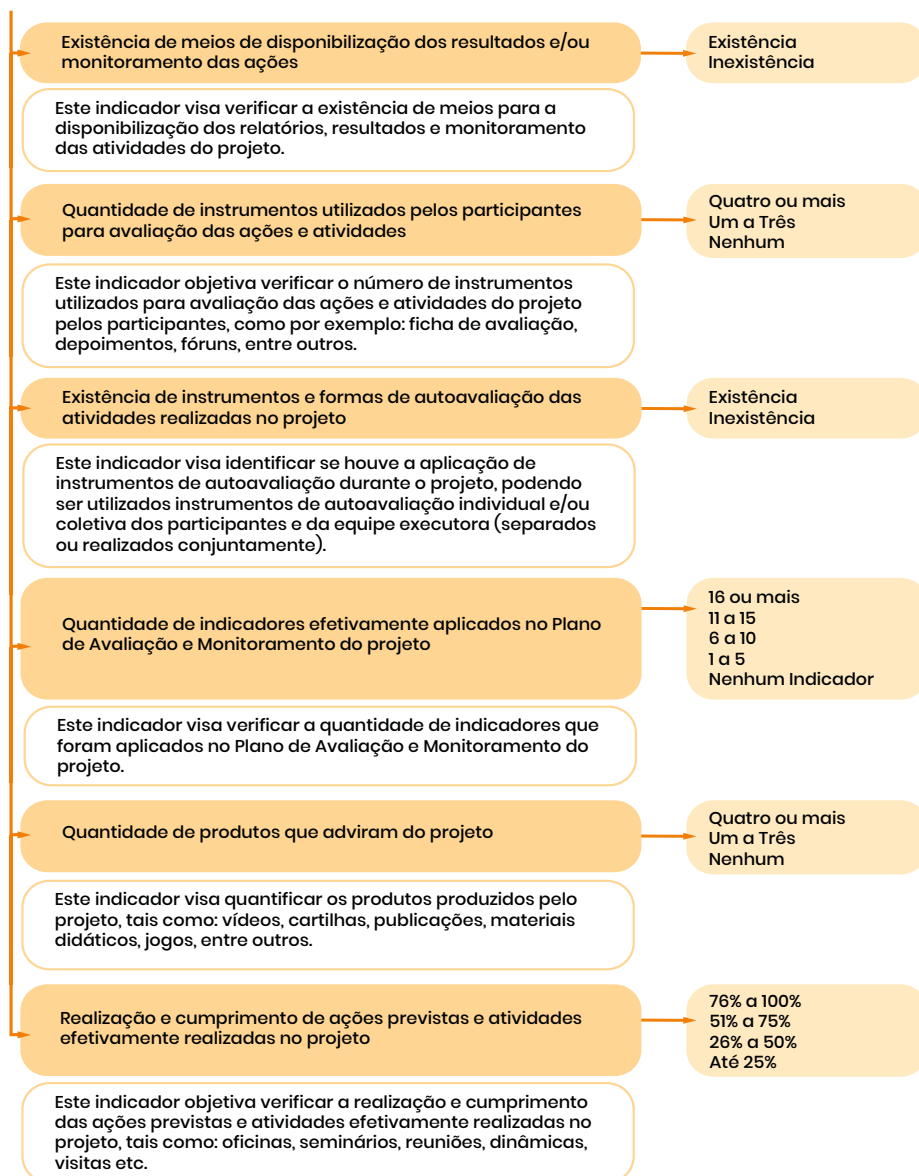 Existência de meios de disponibilização dos resultados e/ou
monitoramento das ações
Existência
Inexistência
Este indicador visa verificar a existência de meios para a
disponibilização dos relatórios, resultados e monitoramento
das atividades do projeto.
Quantidade de instrumentos utilizados pelos participantes
para avaliação das ações e atividades
Quatro ou mais
Um a Três
Nenhum
Este indicador objetiva verificar o número de instrumentos
utilizados para avaliação das ações e atividades do projeto
pelos participantes, como por exemplo: ficha de avaliação,
depoimentos, fóruns, entre outros.
Existência de instrumentos e formas de autoavaliação das
atividades realizadas no projeto
Existência
Inexistência
Este indicador visa identificar se houve a aplicação de
instrumentos de autoavaliação durante o projeto, podendo
ser utilizados instrumentos de autoavaliação individual e/ou
coletiva dos participantes e da equipe executora (separados
ou realizados conjuntamente).
Quantidade de indicadores efetivamente aplicados no Plano
de Avaliação e Monitoramento do projeto
16 ou mais
11 a 15
6 a 10
1 a 5
Nenhum Indicador
Este indicador visa verificar a quantidade de indicadores que
foram aplicados no Plano de Avaliação e Monitoramento do
projeto.
Quantidade de produtos que adviram do projeto
Quatro ou mais
Um a Três
Nenhum
Este indicador visa quantificar os produtos produzidos pelo
projeto, tais como: vídeos, cartilhas, publicações, materiais
didáticos, jogos, entre outros.
Realização e cumprimento de ações previstas e atividades
efetivamente realizadas no projeto
76% a 100%
51% a 75%
26% a 50%
Até 25%
Este indicador objetiva verificar a realização e cumprimento
das ações previstas e atividades efetivamente realizadas no
projeto, tais como: oficinas, seminários, reuniões, dinâmicas,
visitas etc.